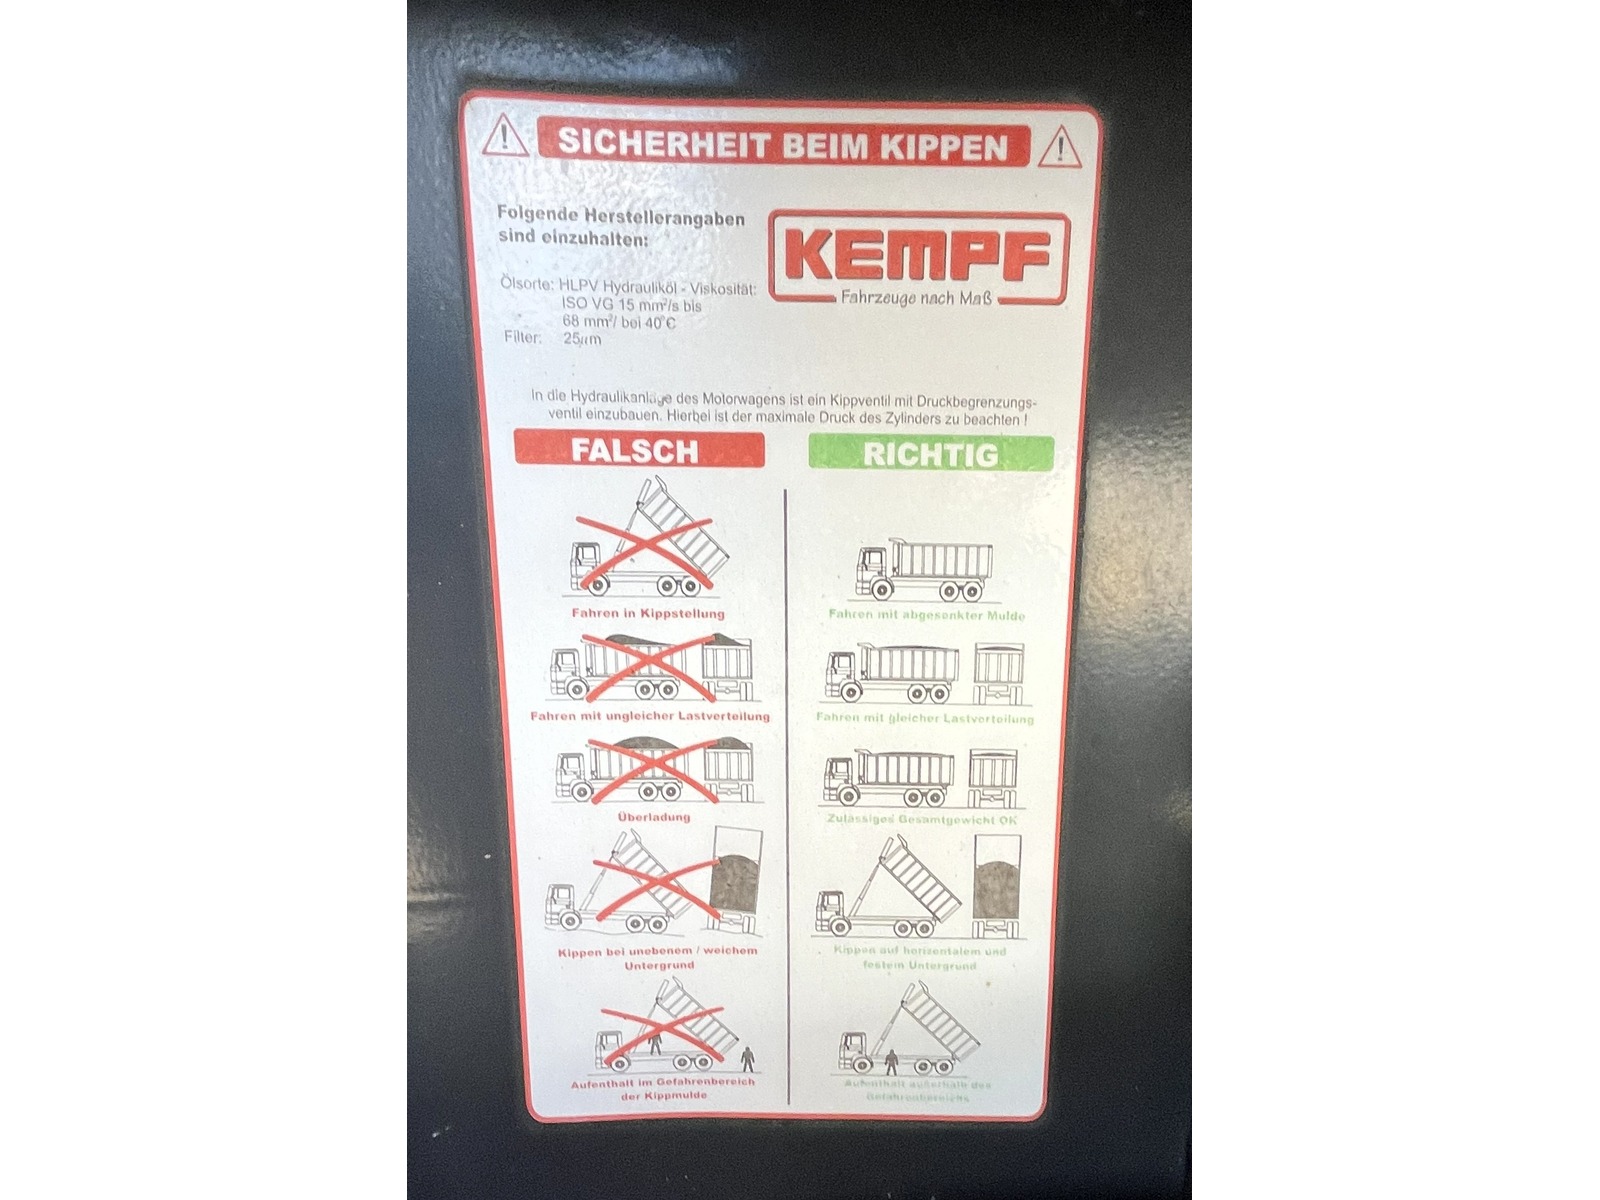 SICHERHEIT BEIM KIPPEN
Folgende Herstellerangaben
sind einzuhalten:
KEMPF
Fahrzeuge nach Maß
Ölsorte: HLPV Hydrauliköl - Viskosität:
ISO VG 15 mm²/s bis
68 mm²/ bei 40°C
Filter: 25µm
In die Hydraulikanlage des Motorwagens ist ein Kippventil mit Druckbegrenzungs-
ventil einzubauen. Hierbei ist der maximale Druck des Zylinders zu beachten !
FALSCH
RICHTIG
Fahren in Kippstellung
Fahren mit abgesenkter Mulde
Fahren mit ungleicher Lastverteilung
Fahren mit gleicher Lastverteilung
Überladung
Zulässiges Gesamtgewicht OK
Kippen bei unebenem / weichem
Untergrund
Kippen auf horizontalem und
festem Untergrund
Aufenthalt im Gefahrenbereich
der Kippmulde
Aufenthalt außerhalb des
Gefahrenbereichs